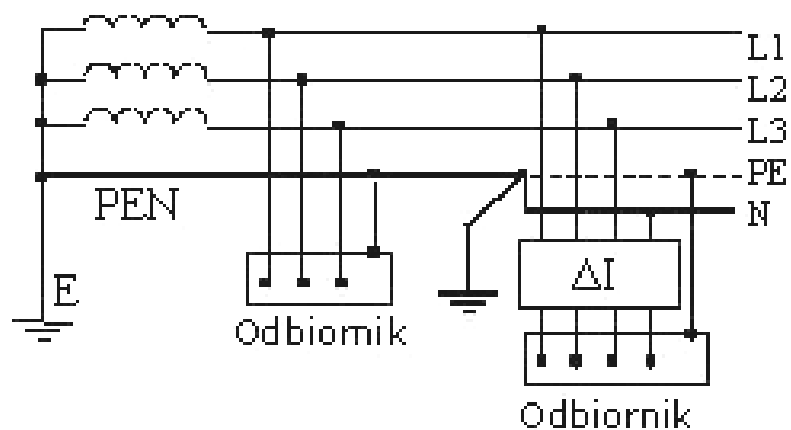 L1
L2
L3
PE
PEN
N
ΔI
E
Odbiornik
Odbiornik